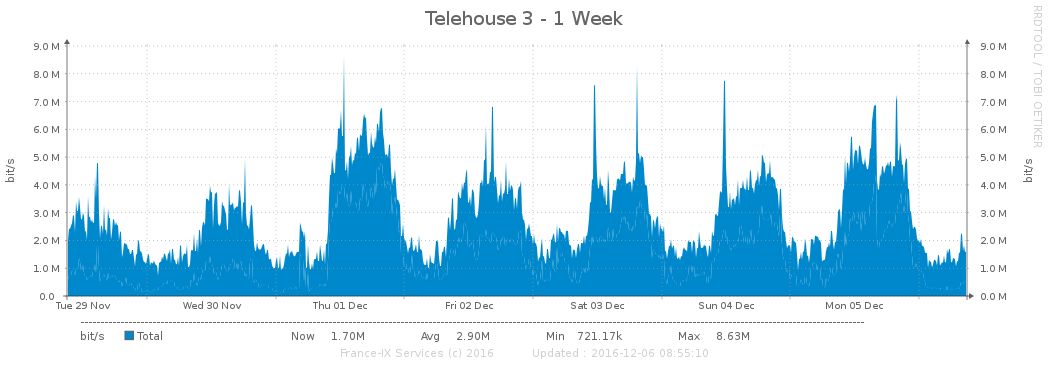 Telehouse 3 - 1 Week
RRDTOOL / TOBI OETIKER
bit/s
bit/s
9.0 M 9.0 M
8.0 M 8.0 M
7.0 M 7.0 M
6.0 M 6.0 M
5.0 M 5.0 M
4.0 M 4.0 M
3.0 M 3.0 M
2.0 M 2.0 M
1.0 M 1.0 M
0.0 0.0 M
Tue 29 Nov Wed 30 Nov Thu 01 Dec Fri 02 Dec Sat 03 Dec Sun 04 Dec Mon 05 Dec
bit/s Total Now 1.70M Avg 2.90M Min 721.17k Max 8.63M
France-IX Services (c) 2016 Updated : 2016-12-06 08:55:10